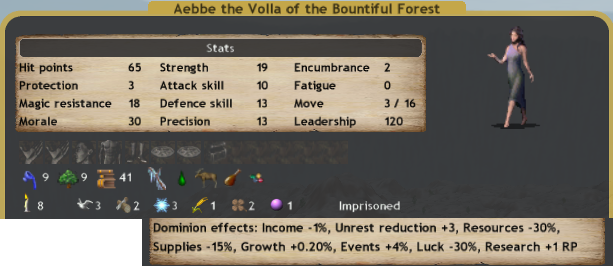 Aebbe the Volla of the Bountiful Forest
Stats
Hit points 65 Strength 19 Encumbrance 2
Protection 3 Attack skill 10 Fatigue 0
Magic resistance 18 Defence skill 13 Move 3 / 16
Morale 30 Precision 13 Leadership 120
9 9 41
8 3 2 3 1 2 1 Imprisoned
Dominion effects: Income -1%, Unrest reduction +3, Resources -30%,
Supplies -15%, Growth +0.20%, Events +4%, Luck -30%, Research +1 RP